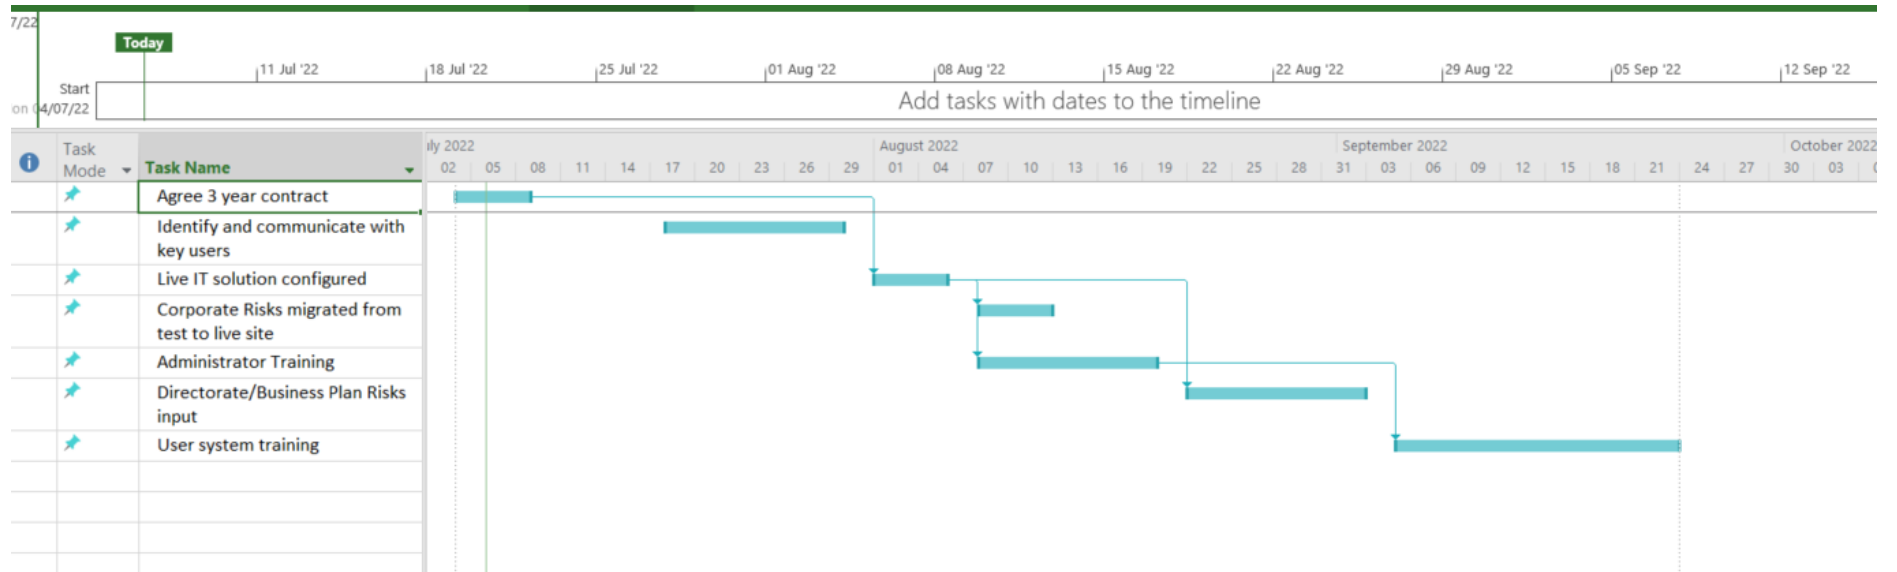 7/22
Today
11 Jul '22 18 Jul '22 25 Jul '22 01 Aug '22 08 Aug '22 15 Aug '22 22 Aug '22 29 Aug '22 05 Sep '22 12 Sep '22
Start
on 04/07/22
Add tasks with dates to the timeline
Task
Mode
Task Name
ly 2022 August 2022 September 2022 October 2022
02 05 08 11 14 17 20 23 26 29 01 04 07 10 13 16 19 22 25 28 31 03 06 09 12 15 18 21 24 27 30 03
Agree 3 year contract
Identify and communicate with
key users
Live IT solution configured
Corporate Risks migrated from
test to live site
Administrator Training
Directorate/Business Plan Risks
input
User system training